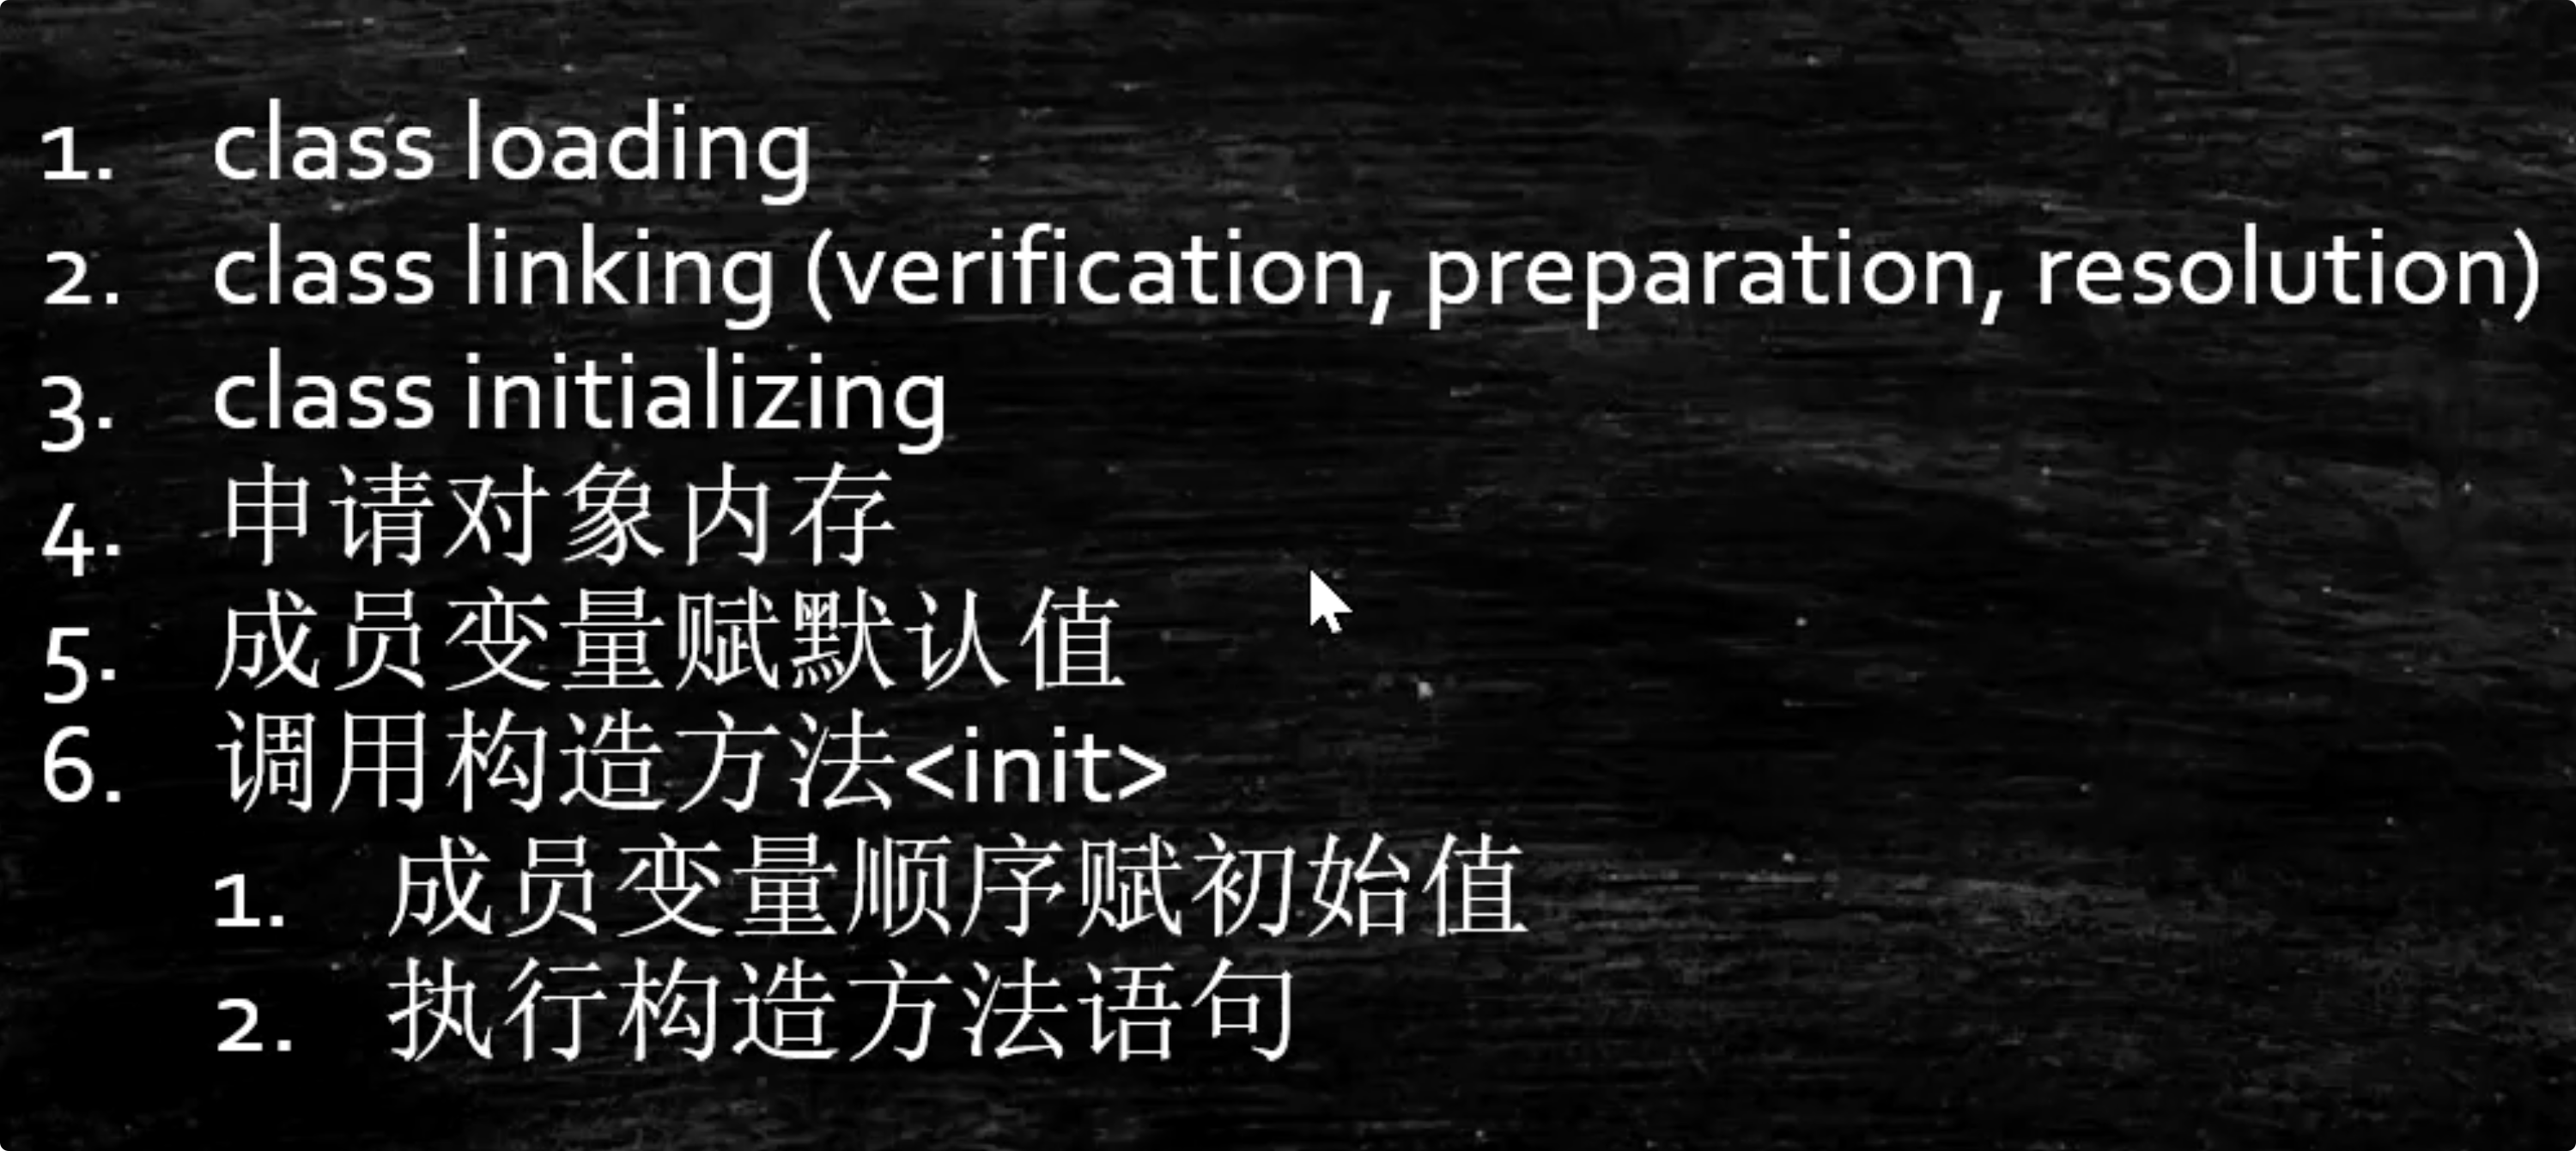 1. class loading
2. class linking (verification, preparation, resolution)
3. class initializing
4. 申请对象内存
5. 成员变量赋默认值
6. 调用构造方法<init>
1. 成员变量顺序赋初始值
2. 执行构造方法语句